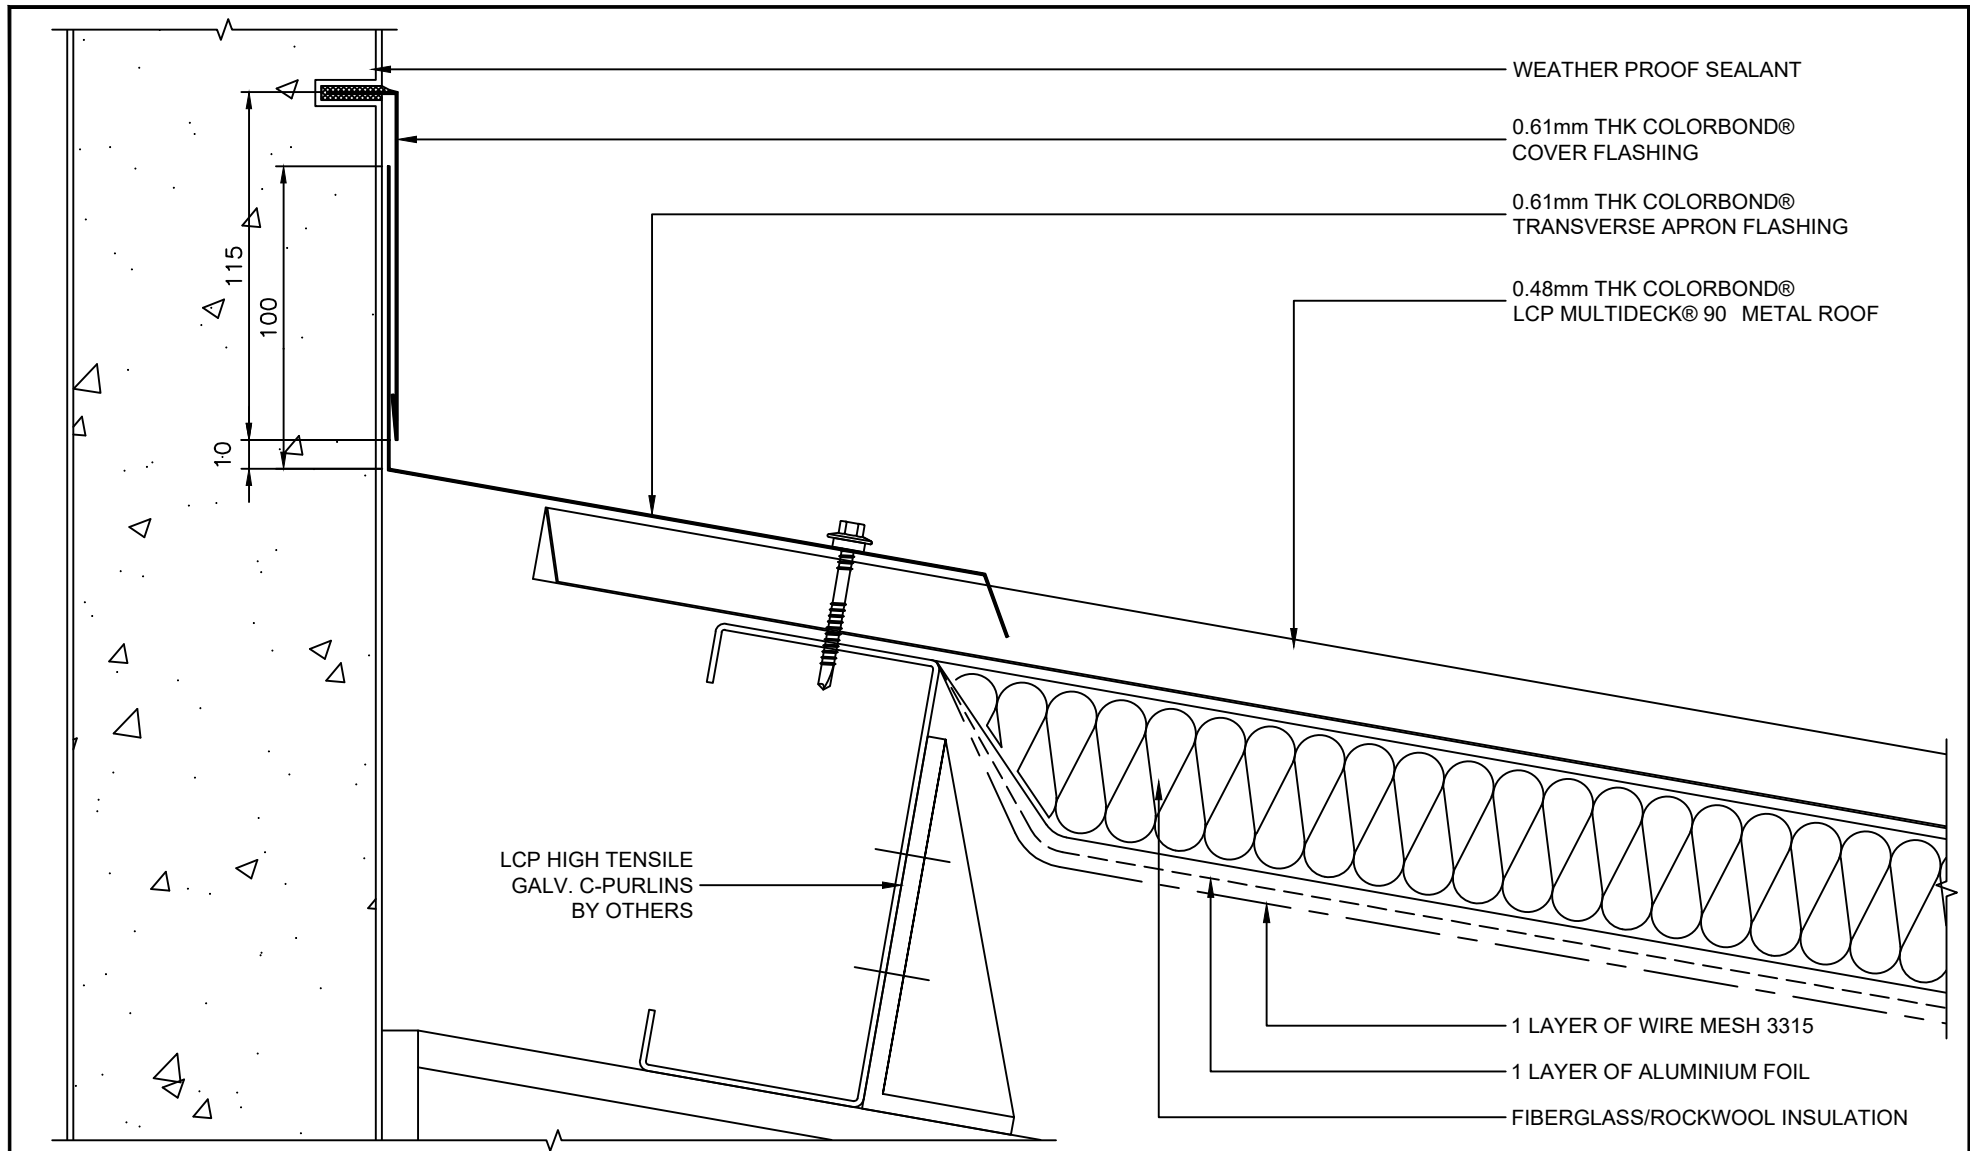 WEATHER PROOF SEALANT
0.61mm THK COLORBOND®
COVER FLASHING
0.61mm THK COLORBOND®
TRANSVERSE APRON FLASHING
0.48mm THK COLORBOND®
LCP MULTIDECK® 90 METAL ROOF
115
100
10
LCP HIGH TENSILE
GALV. C-PURLINS
BY OTHERS
1 LAYER OF WIRE MESH 3315
1 LAYER OF ALUMINIUM FOIL
FIBERGLASS/ROCKWOOL INSULATION